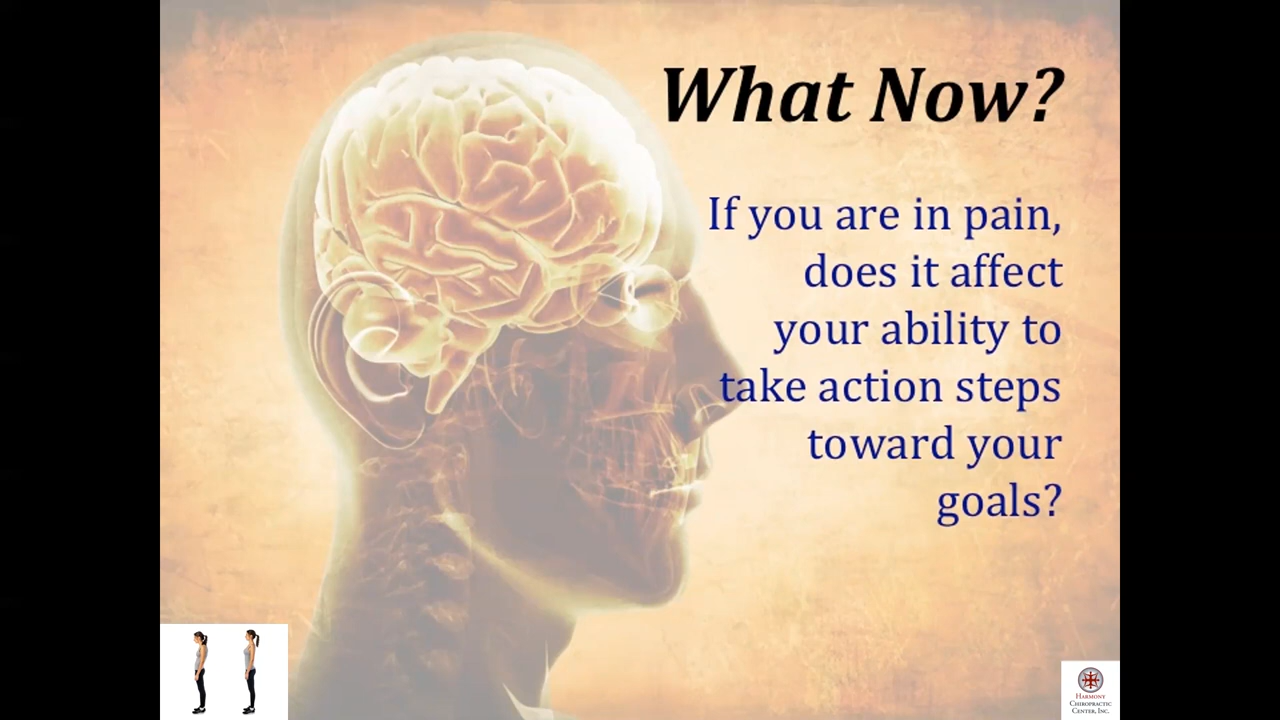 What Now?
If you are in pain,
does it affect
your ability to
take action steps
toward your
goals?
Harmony
Chiropractic
Center, Inc.